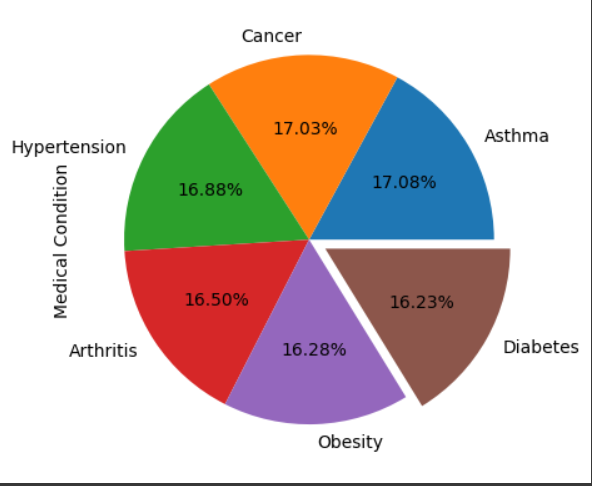 Cancer
17.03%
Asthma
17.08%
Hypertension
16.88%
Medical Condition
16.50%
Arthritis
16.28%
Obesity
16.23%
Diabetes